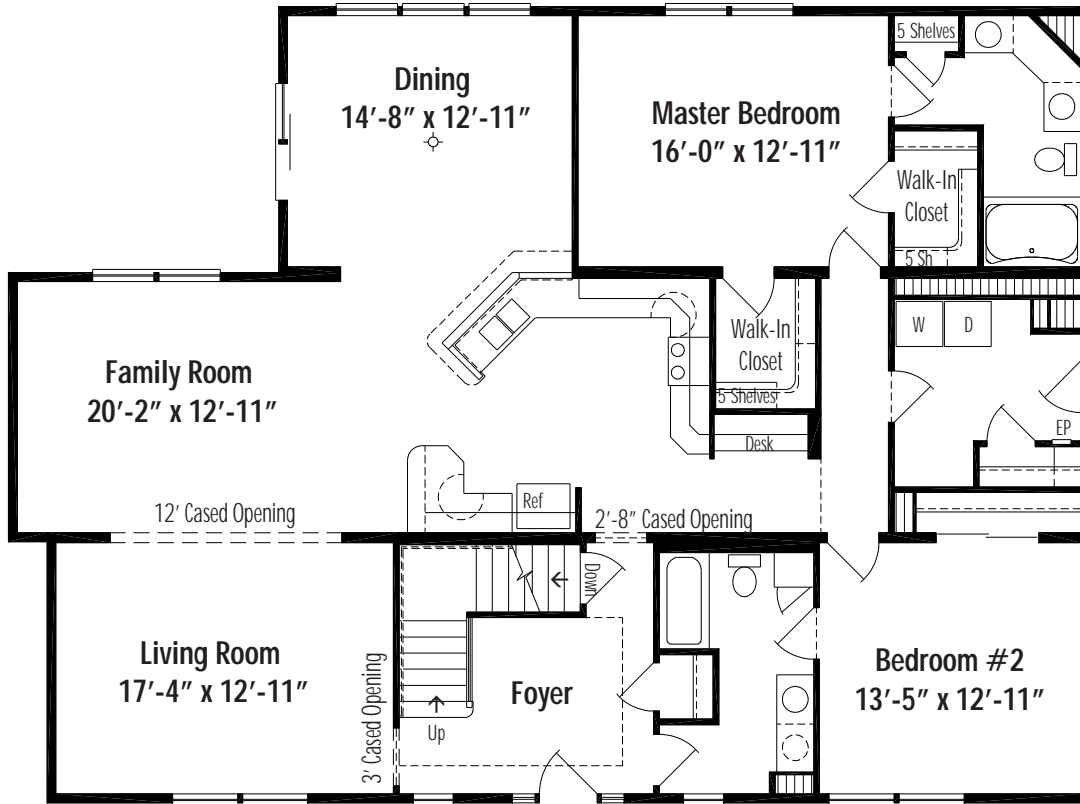 5 Shelves
Dining
14'-8" x 12'-11"
Master Bedroom
16'-0" x 12'-11"
Walk-In
Closet
5 Sh
W
D
Walk-In
Closet
5 Shelves
Family Room
20'-2" x 12'-11"
EP
Desk
Ref
12' Cased Opening
2'-8" Cased Opening
Down
Living Room
17'-4" x 12'-11"
3' Cased Opening
Up
Foyer
Bedroom #2
13'-5" x 12'-11"